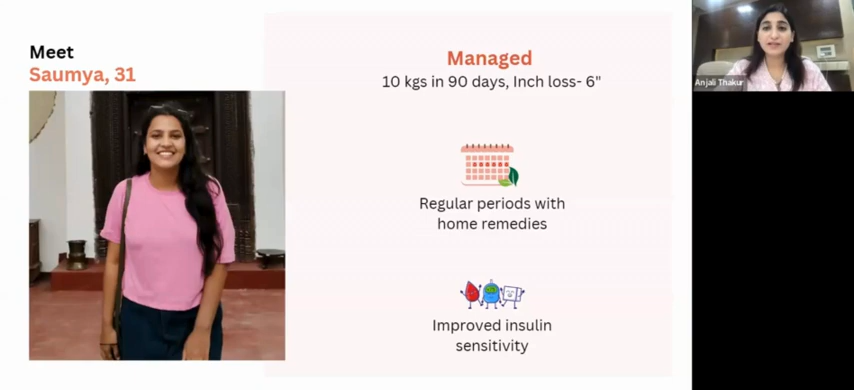 Meet
Saumya, 31
Managed
10 kgs in 90 days, Inch loss- 6"
Regular periods with
home remedies
Improved insulin
sensitivity
Anjali Thakur